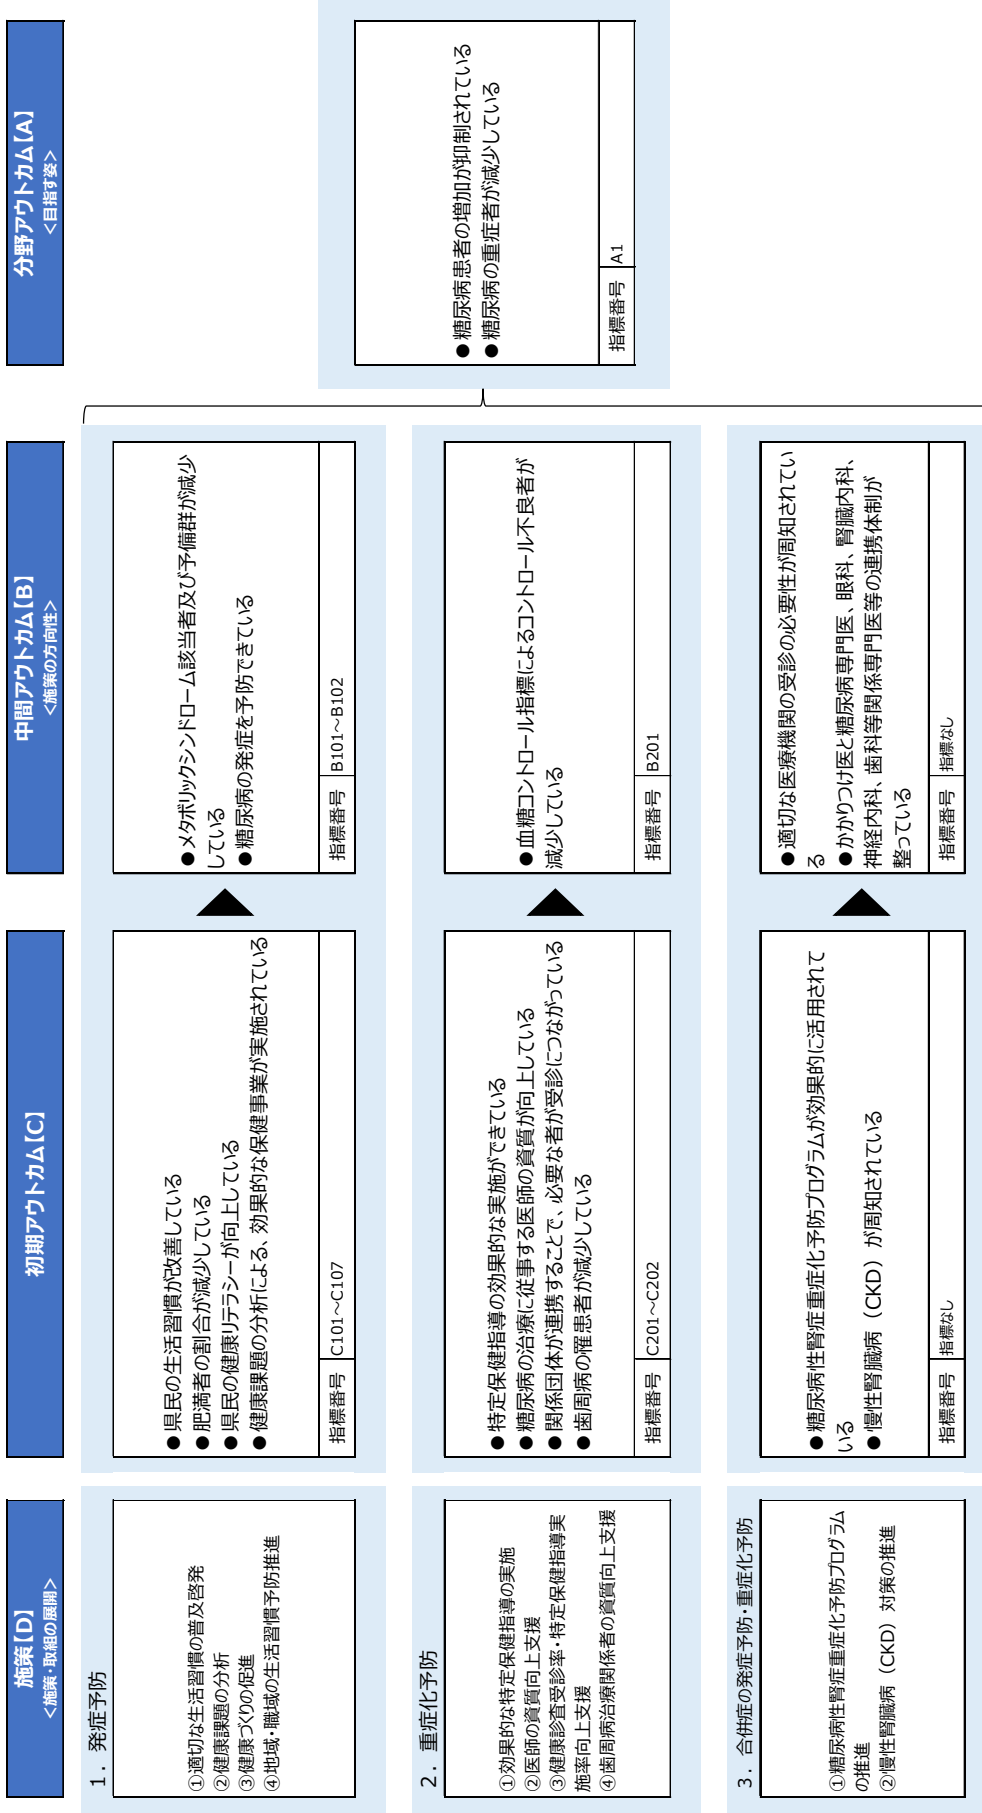 施策【D】
＜施策・取組の展開＞
初期アウトカム【C】
中間アウトカム【B】
＜施策の方向性＞
分野アウトカム【A】
＜目指す姿＞
１．発症予防
①適切な生活習慣の普及啓発
②健康課題の分析
③健康づくりの促進
④地域・職域の生活習慣予防推進
●県民の生活習慣が改善している
●肥満者の割合が減少している
●県民の健康リテラシーが向上している
●健康課題の分析による、効果的な保健事業が実施されている
指標番号 C101～C107
●メタボリックシンドローム該当者及び予備群が減少
している
●糖尿病の発症を予防できている
指標番号 B101～B102
２．重症化予防
①効果的な特定保健指導の実施
②医師の資質向上支援
③健康診査受診率・特定保健指導実
施率向上支援
④歯周病治療関係者の資質向上支援
●特定保健指導の効果的な実施ができている
●糖尿病の治療に従事する医師の資質が向上している
●関係団体が連携することで、必要な者が受診につながっている
●歯周病の罹患者が減少している
指標番号 C201～C202
●血糖コントロール指標によるコントロール不良者が
減少している
指標番号 B201
３．合併症の発症予防・重症化予防
①糖尿病性腎症重症化予防プログラム
の推進
②慢性腎臓病（CKD）対策の推進
●糖尿病性腎症重症化予防プログラムが効果的に活用されて
いる
●慢性腎臓病（CKD）が周知されている
指標番号 指標なし
●適切な医療機関の受診の必要性が周知されてい
る
●かかりつけ医と糖尿病専門医、眼科、腎臓内科、
神経内科、歯科等関係専門医等の連携体制が
整っている
指標番号 指標なし
●糖尿病患者の増加が抑制されている
●糖尿病の重症者が減少している
指標番号 A1